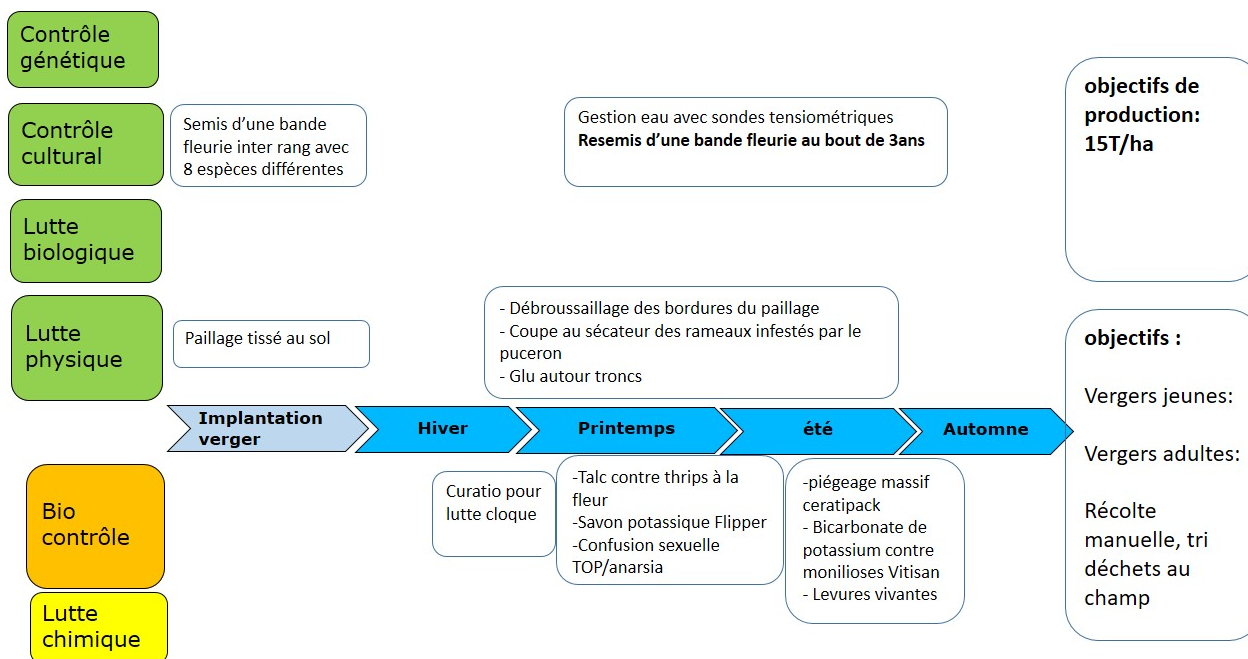 Contrôle
génétique
objectifs de
production:
15T/ha
Contrôle
cultural
Semis d’une bande
fleurie inter rang avec
8 espèces différentes
Gestion eau avec sondes tensiométriques
Resemis d’une bande fleurie au bout de 3ans
Lutte
biologique
Lutte
physique
Paillage tissé au sol
- Débroussaillage des bordures du paillage
- Coupe au sécateur des rameaux infestés par le
puceron
- Glu autour troncs
objectifs :
Vergers jeunes:
Vergers adultes:
Récolte
manuelle, tri
déchets au
champ
Implantation
verger
Hiver
Printemps
été
Automne
Bio
contrôle
Curatio pour
lutte cloque
-Talc contre thrips à la
fleur
-Savon potassique Flipper
-Confusion sexuelle
TOP/anarsia
-piégeage massif
ceratipack
- Bicarbonate de
potassium contre
monilioses Vitisan
- Levures vivantes
Lutte
chimique